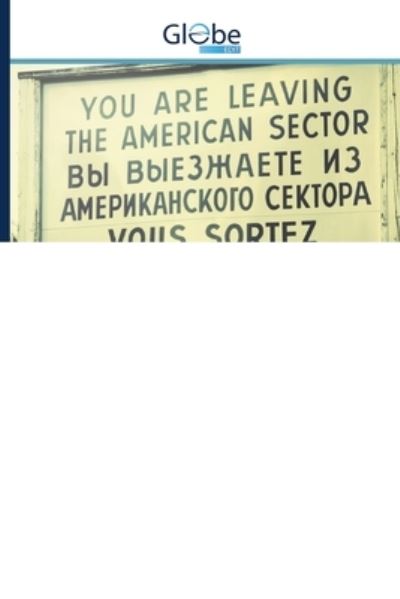 Globe
EDIT
YOU ARE LEAVING
THE AMERICAN SECTOR
ВЫ ВЫЕЗЖАЕТЕ ИЗ
АМЕРИКАНСКОГО СЕКТОРА
VOUS SORTEZ